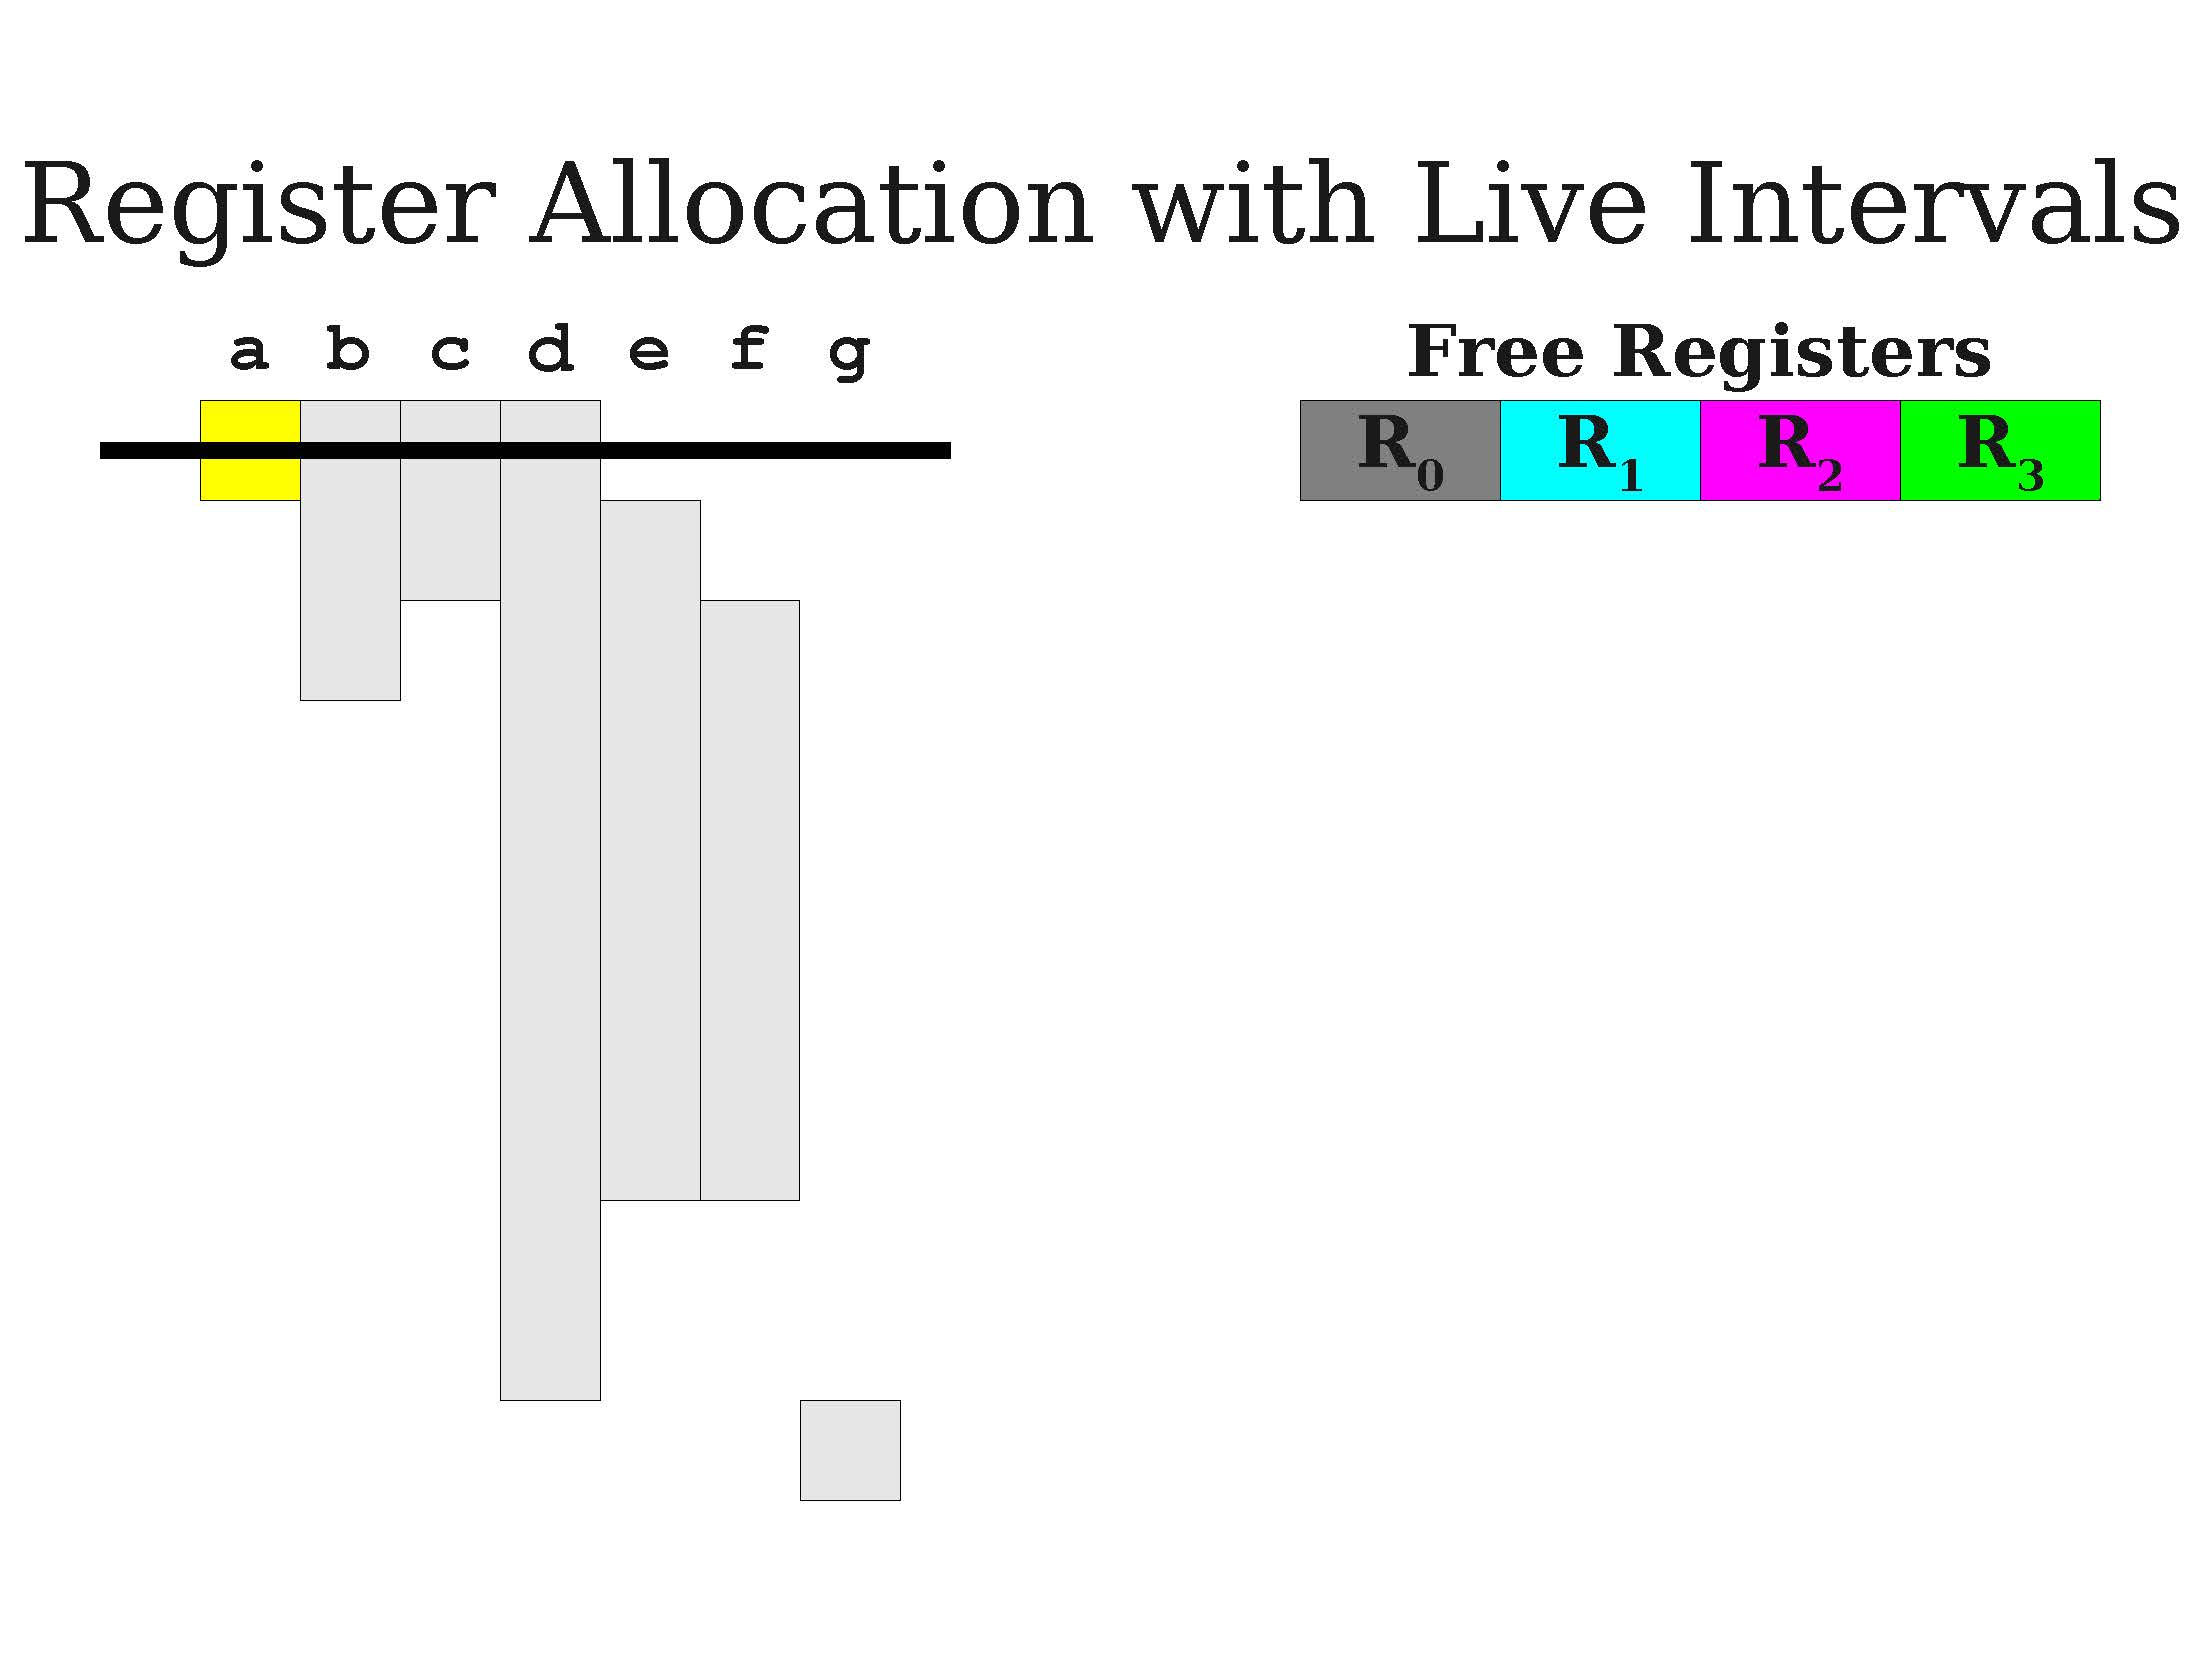 Register Allocation with Live Intervals
a b c d e f g
Free Registers
R0 R1 R2 R3